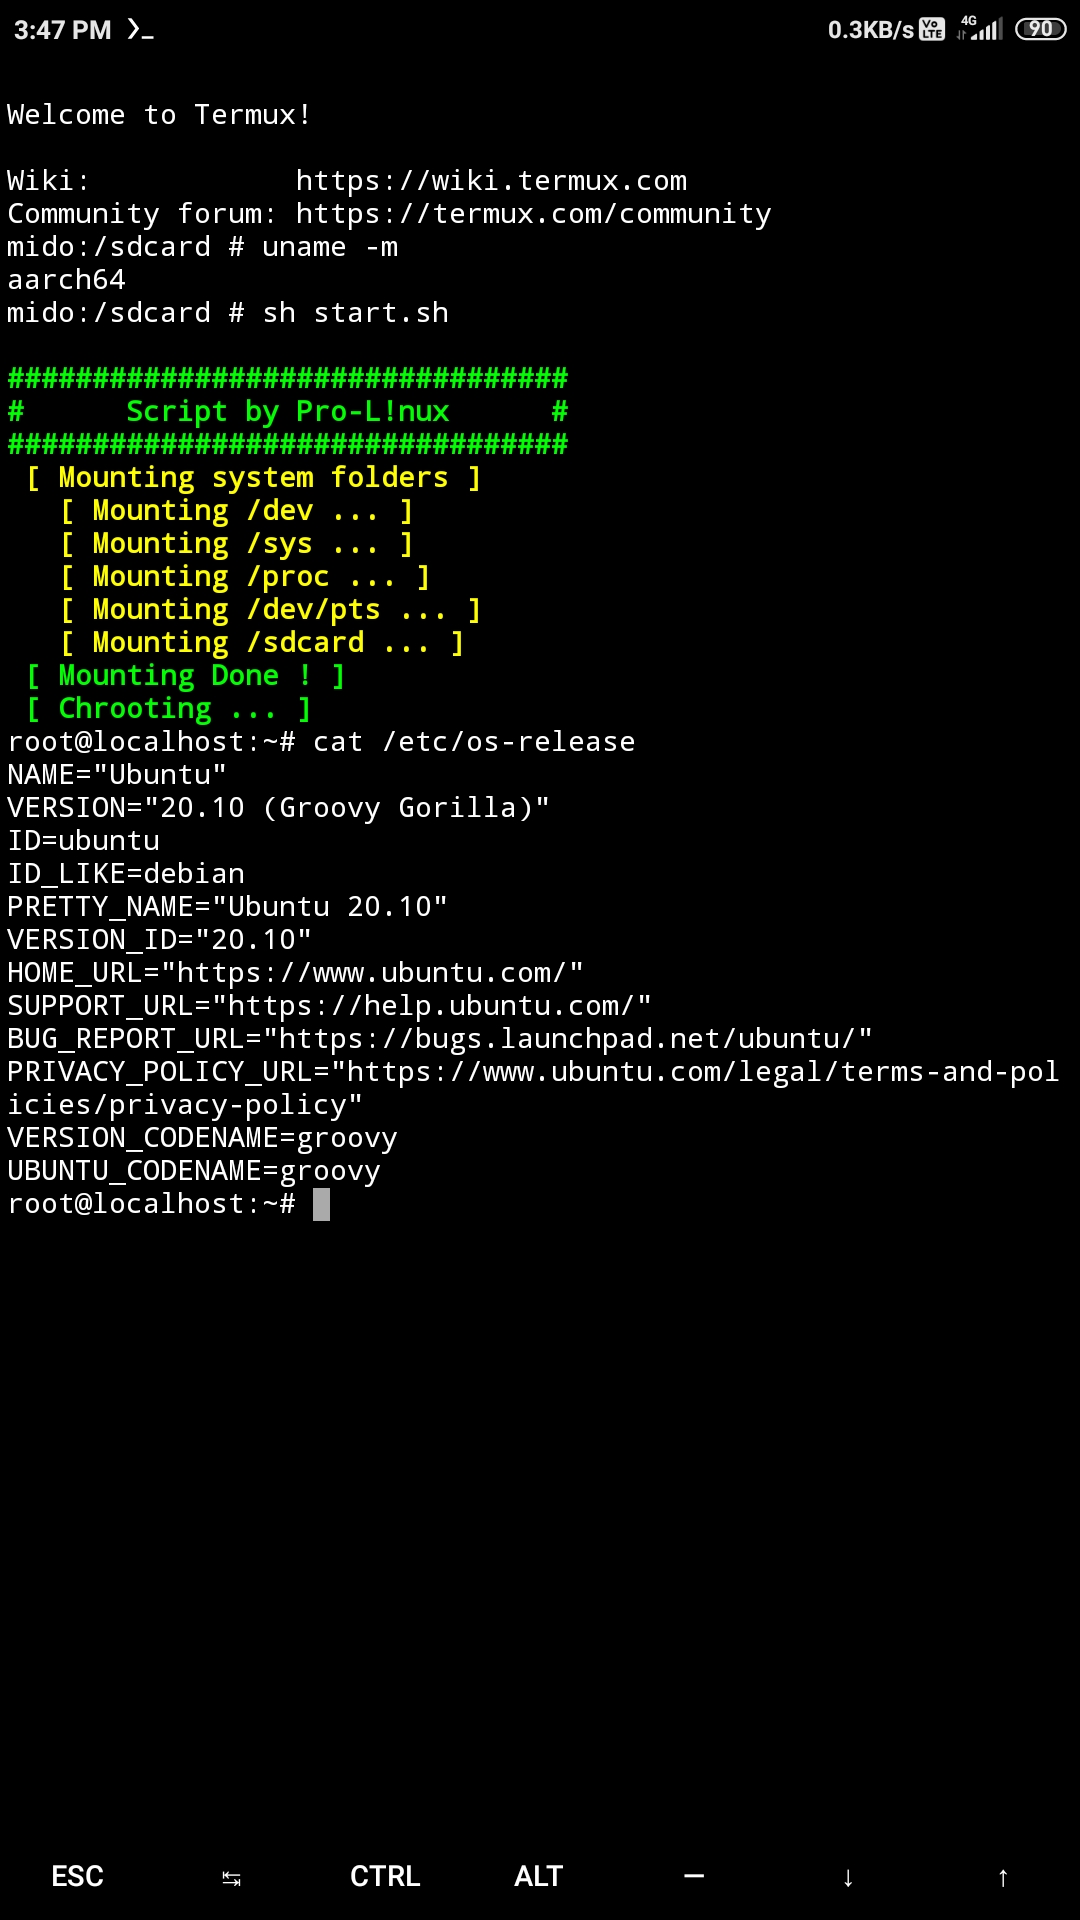 3:47 PM
0.3KB/s Vo LTE 4G 90
Welcome to Termux!
Wiki:            https://wiki.termux.com
Community forum: https://termux.com/community
mido:/sdcard # uname -m
aarch64
mido:/sdcard # sh start.sh
#################################
#      Script by Pro-L!nux      #
#################################
 [ Mounting system folders ]
   [ Mounting /dev ... ]
   [ Mounting /sys ... ]
   [ Mounting /proc ... ]
   [ Mounting /dev/pts ... ]
   [ Mounting /sdcard ... ]
 [ Mounting Done ! ]
 [ Chrooting ... ]
root@localhost:~# cat /etc/os-release
NAME="Ubuntu"
VERSION="20.10 (Groovy Gorilla)"
ID=ubuntu
ID_LIKE=debian
PRETTY_NAME="Ubuntu 20.10"
VERSION_ID="20.10"
HOME_URL="https://www.ubuntu.com/"
SUPPORT_URL="https://help.ubuntu.com/"
BUG_REPORT_URL="https://bugs.launchpad.net/ubuntu/"
PRIVACY_POLICY_URL="https://www.ubuntu.com/legal/terms-and-pol
icies/privacy-policy"
VERSION_CODENAME=groovy
UBUNTU_CODENAME=groovy
root@localhost:~#
ESC ↹ CTRL ALT — ↓ ↑